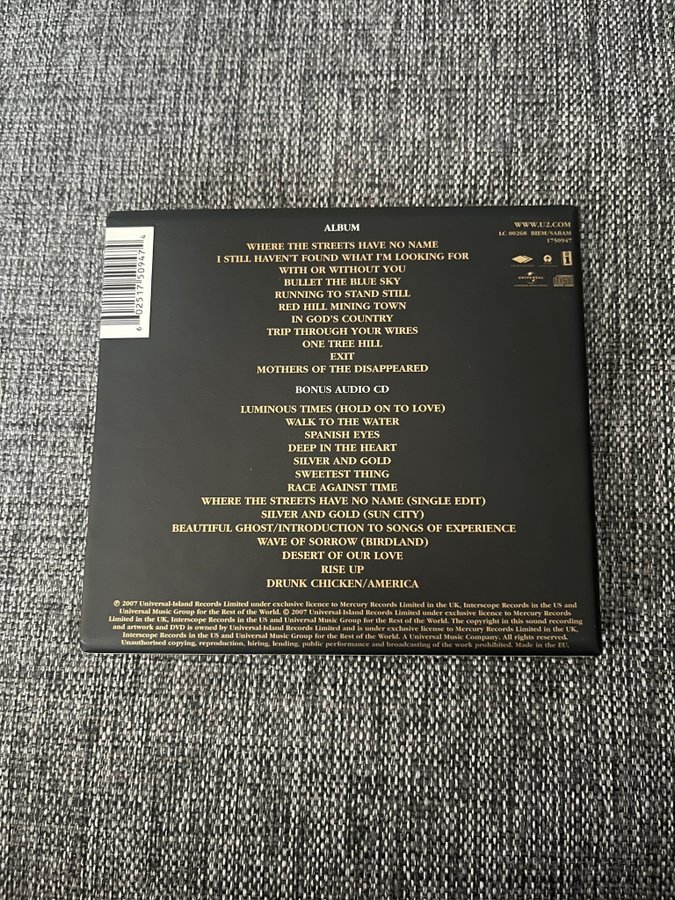 ALBUM
WHERE THE STREETS HAVE NO NAME
I STILL HAVEN'T FOUND WHAT I'M LOOKING FOR
WITH OR WITHOUT YOU
BULLET THE BLUE SKY
RUNNING TO STAND STILL
RED HILL MINING TOWN
IN GOD'S COUNTRY
TRIP THROUGH YOUR WIRES
ONE TREE HILL
EXIT
MOTHERS OF THE DISAPPEARED
BONUS AUDIO CD
LUMINOUS TIMES (HOLD ON TO LOVE)
WALK TO THE WATER
SPANISH EYES
DEEP IN THE HEART
SILVER AND GOLD
SWEETEST THING
RACE AGAINST TIME
WHERE THE STREETS HAVE NO NAME (SINGLE EDIT)
SILVER AND GOLD (SUN CITY)
BEAUTIFUL GHOST/INTRODUCTION TO SONGS OF EXPERIENCE
WAVE OF SORROW (BIRDLAND)
DESERT OF OUR LOVE
RISE UP
DRUNK CHICKEN/AMERICA
WWW.U2.COM
LC 00268 BIEM/SABAM
1750947
UNIVERSAL
6 02517 50947 4
℗ 2007 Universal-Island Records Limited under exclusive licence to Mercury Records Limited in the UK, Interscope Records in the US and
Universal Music Group for the Rest of the World. © 2007 Universal-Island Records Limited under exclusive licence to Mercury Records
Limited in the UK, Interscope Records in the US and Universal Music Group for the Rest of the World. The copyright in this sound recording
and artwork and DVD is owned by Universal-Island Records Limited and is under exclusive licence to Mercury Records Limited in the UK,
Interscope Records in the US and Universal Music Group for the Rest of the World. A Universal Music Company. All rights reserved.
Unauthorised copying, reproduction, hiring, lending, public performance and broadcasting of the work prohibited. Made in the EU.